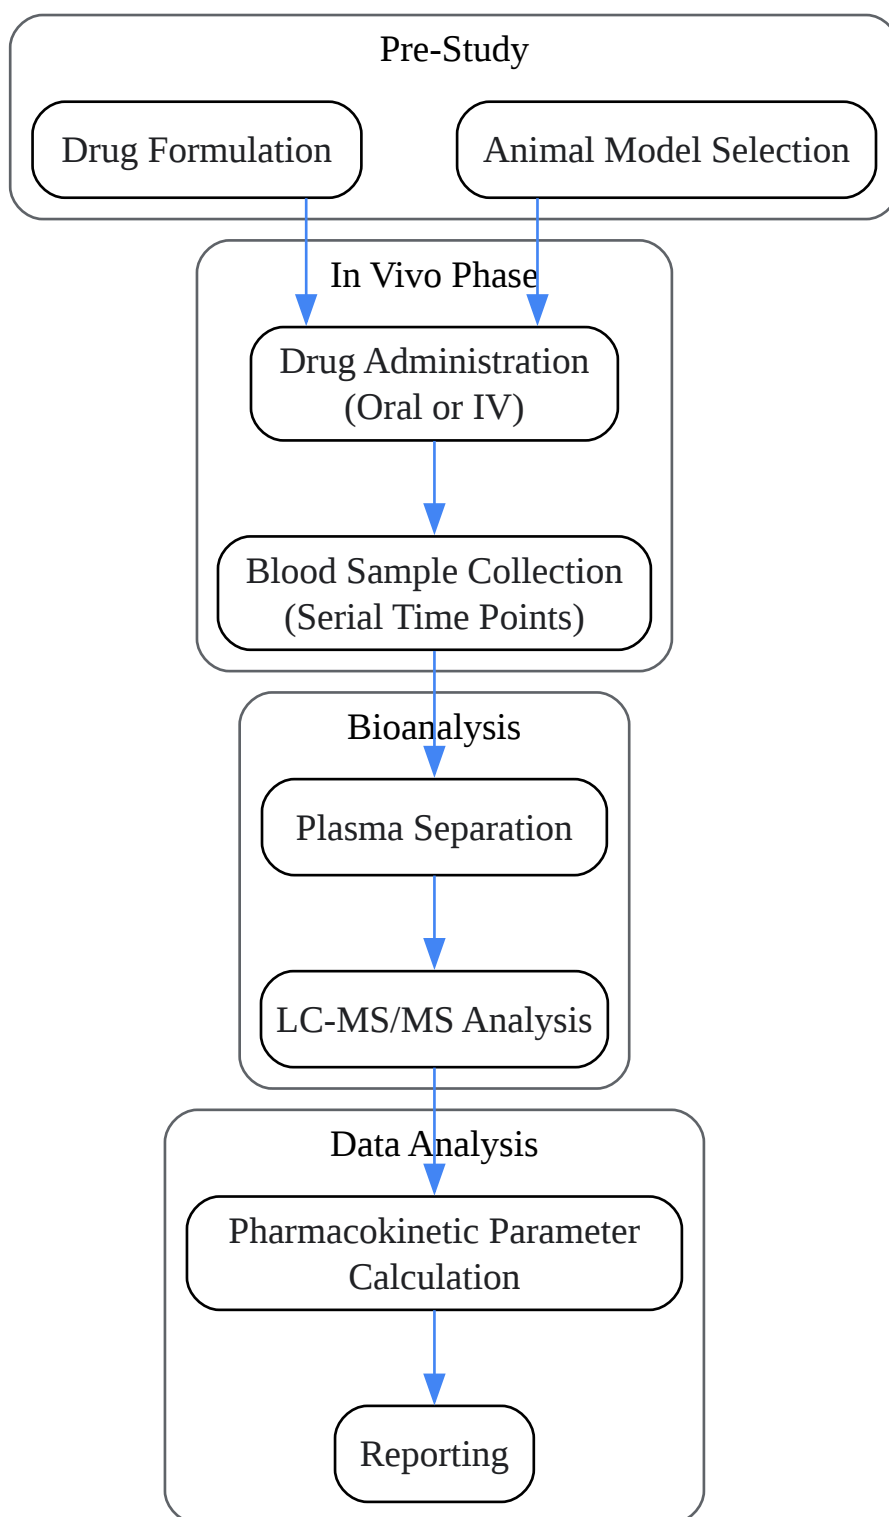 Pre-Study
Drug Formulation
Animal Model Selection
In Vivo Phase
Drug Administration
(Oral or IV)
Blood Sample Collection
(Serial Time Points)
Bioanalysis
Plasma Separation
LC-MS/MS Analysis
Data Analysis
Pharmacokinetic Parameter
Calculation
Reporting